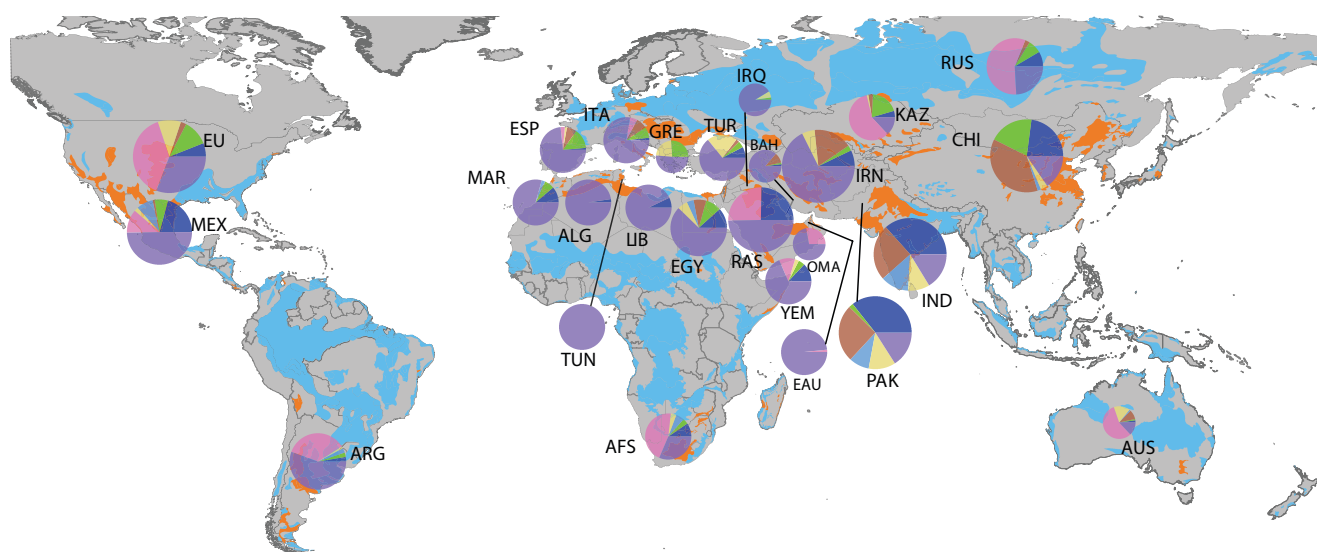 RUS
IRQ
ITA
KAZ
EU
ESP
GRE
TUR
CHI
BAH
IRN
MAR
MEX
ALG
LIB
EGY
RAS
OMA
IND
YEM
TUN
EAU
PAK
AFS
AUS
ARG